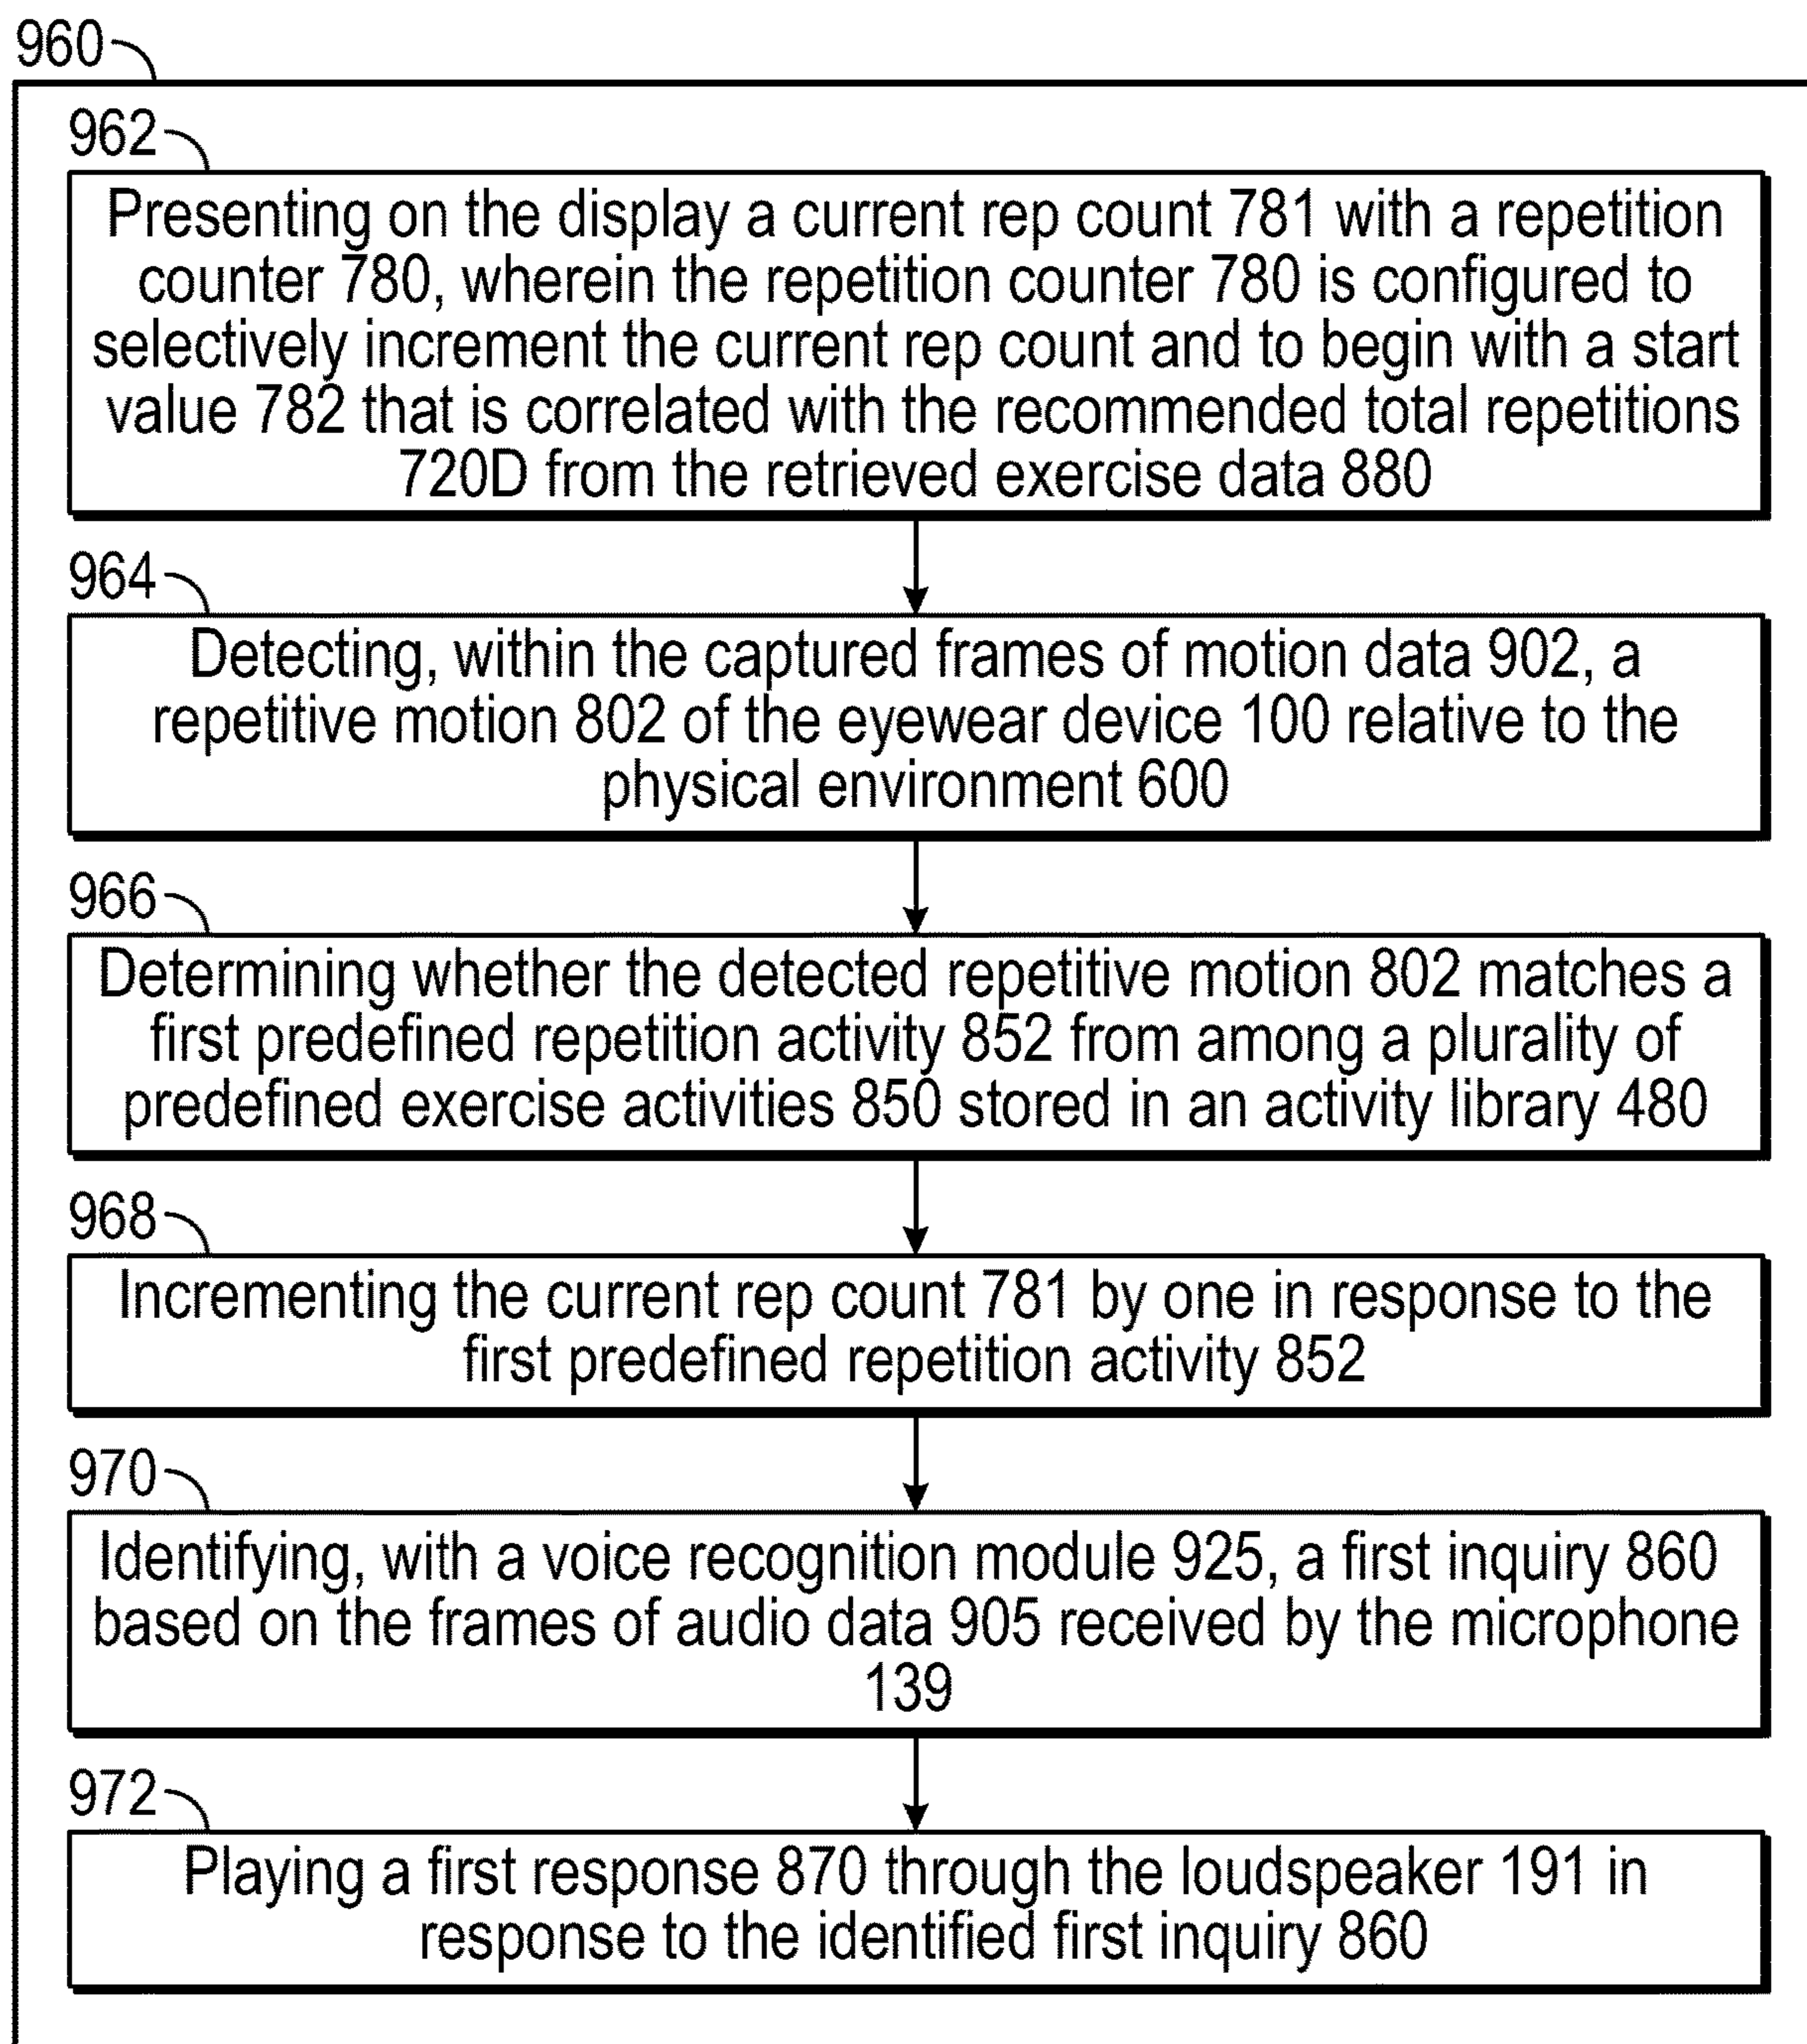 960
962
Presenting on the display a current rep count 781 with a repetition
counter 780, wherein the repetition counter 780 is configured to
selectively increment the current rep count and to begin with a start
value 782 that is correlated with the recommended total repetitions
720D from the retrieved exercise data 880
964
Detecting, within the captured frames of motion data 902, a
repetitive motion 802 of the eyewear device 100 relative to the
physical environment 600
966
Determining whether the detected repetitive motion 802 matches a
first predefined repetition activity 852 from among a plurality of
predefined exercise activities 850 stored in an activity library 480
968
Incrementing the current rep count 781 by one in response to the
first predefined repetition activity 852
970
Identifying, with a voice recognition module 925, a first inquiry 860
based on the frames of audio data 905 received by the microphone
139
972
Playing a first response 870 through the loudspeaker 191 in
response to the identified first inquiry 860